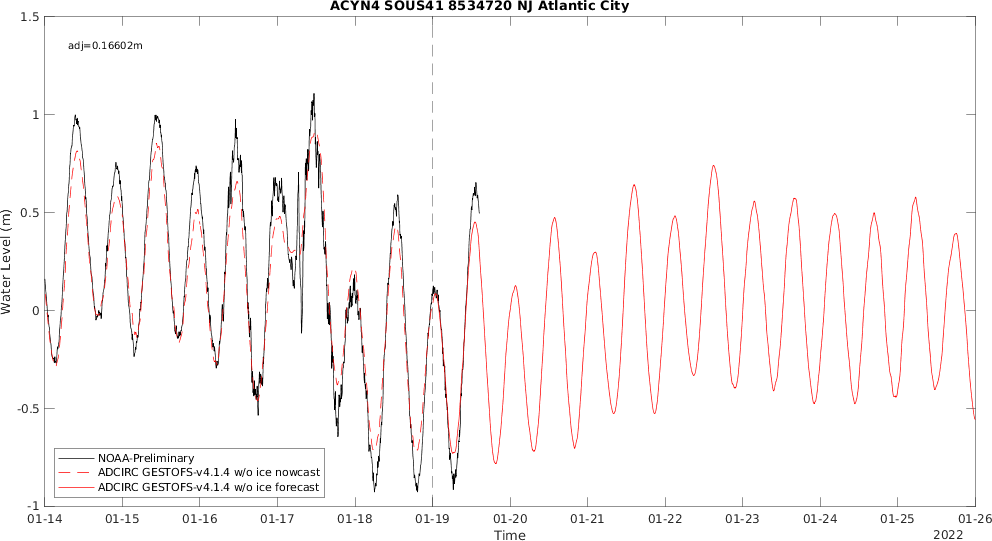 ACYN4 SOUS41 8534720 NJ Atlantic City
adj=0.16602m
Water Level (m)
1.5
1
0.5
0
-0.5
-1
NOAA-Preliminary
ADCIRC GESTOFS-v4.1.4 w/o ice nowcast
ADCIRC GESTOFS-v4.1.4 w/o ice forecast
01-14 01-15 01-16 01-17 01-18 01-19 01-20 01-21 01-22 01-23 01-24 01-25 01-26
Time
2022